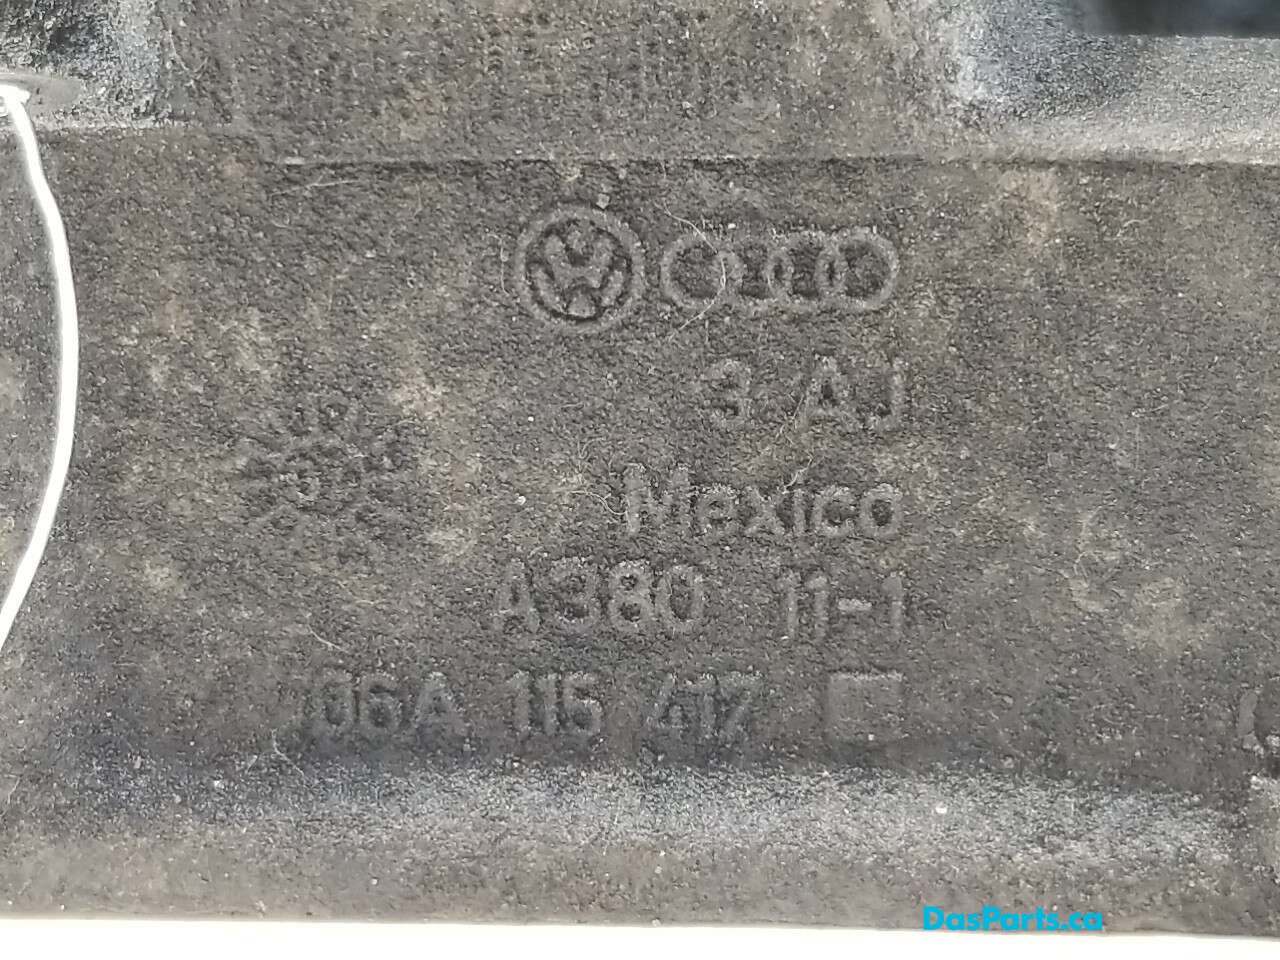 3 AJ
Mexico
A380 11-1
06A 115 417
DasParts.ca